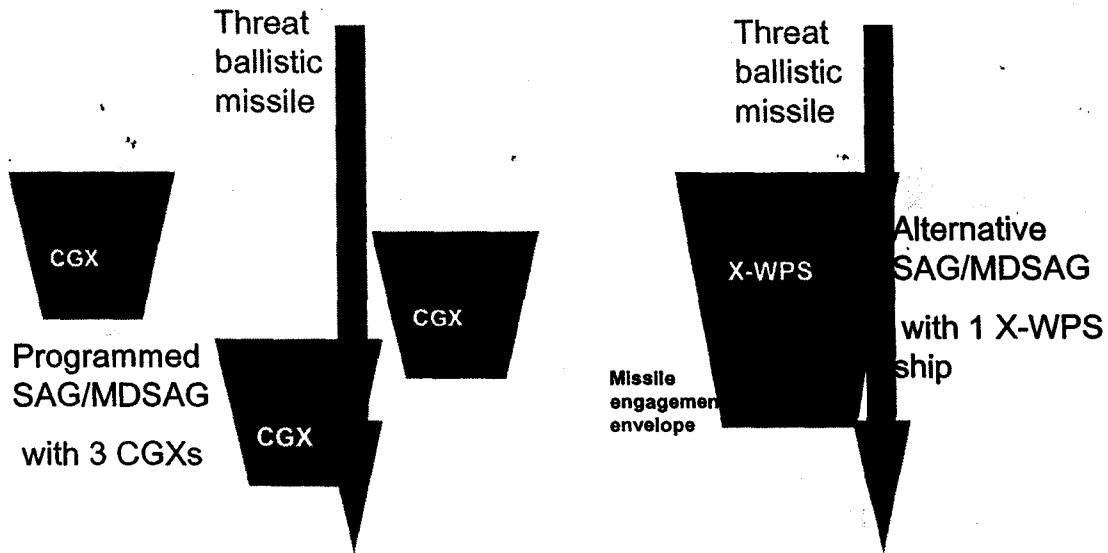 Threat
ballistic
missile
CGX
CGX
Programmed
SAG/MDSAG
with 3 CGXs
CGX
Threat
ballistic
missile
X-WPS
Alternative
SAG/MDSAG
with 1 X-WPS
ship
Missile
engagemen
envelope